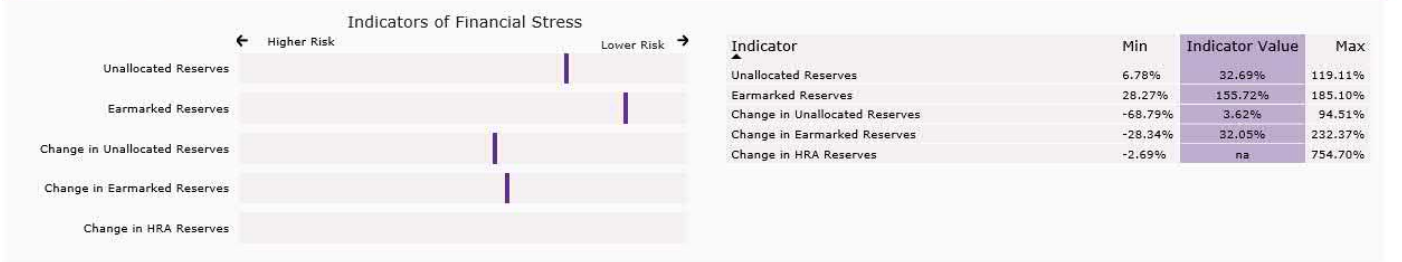 Indicators of Financial Stress
← Higher Risk Lower Risk →
Unallocated Reserves
Earmarked Reserves
Change in Unallocated Reserves
Change in Earmarked Reserves
Change in HRA Reserves
Indicator Min Indicator Value Max
Unallocated Reserves 6.78% 32.69% 119.11%
Earmarked Reserves 28.27% 155.72% 185.10%
Change in Unallocated Reserves -68.79% 3.62% 94.51%
Change in Earmarked Reserves -28.34% 32.05% 232.37%
Change in HRA Reserves -2.69% na 754.70%